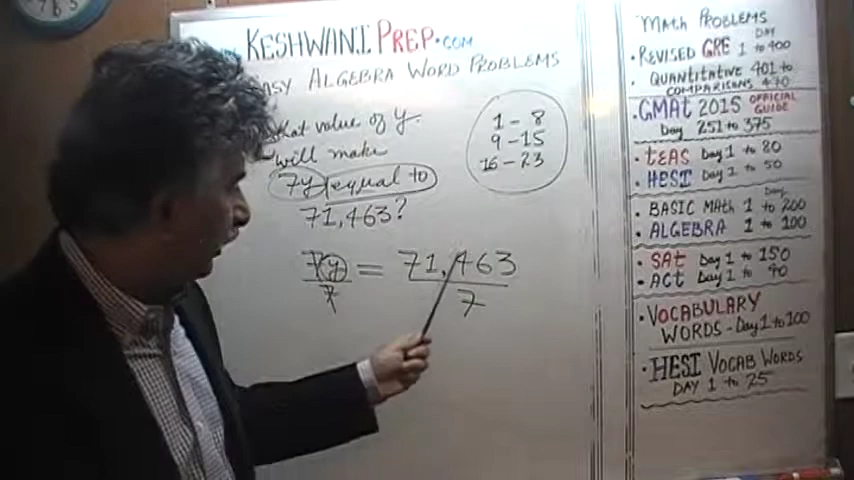 KESHWANI PREP.COM
EASY ALGEBRA WORD PROBLEMS
What value of y
will make
7y equal to
71,463?
1 - 8
9 - 15
16 - 23
7y = 71,463
7 7
Math Problems
• REVISED GRE DAY 1 to 400
• QUANTITATIVE 401 to
COMPARISONS
• GMAT 2015 OFFICIAL GUIDE
Day 251 to 375
• TEAS Day 1 to 80
• HESI Day 1 to 50
• BASIC MAth Day 1 to 200
• ALGEBRA 1 to 100
• SAt Day 1 to 150
• ACt Day 1 to 90
• VOCABULARY
WORDS - Day 1 to 100
• HESI VOCAB WORDS
DAY 1 to 25